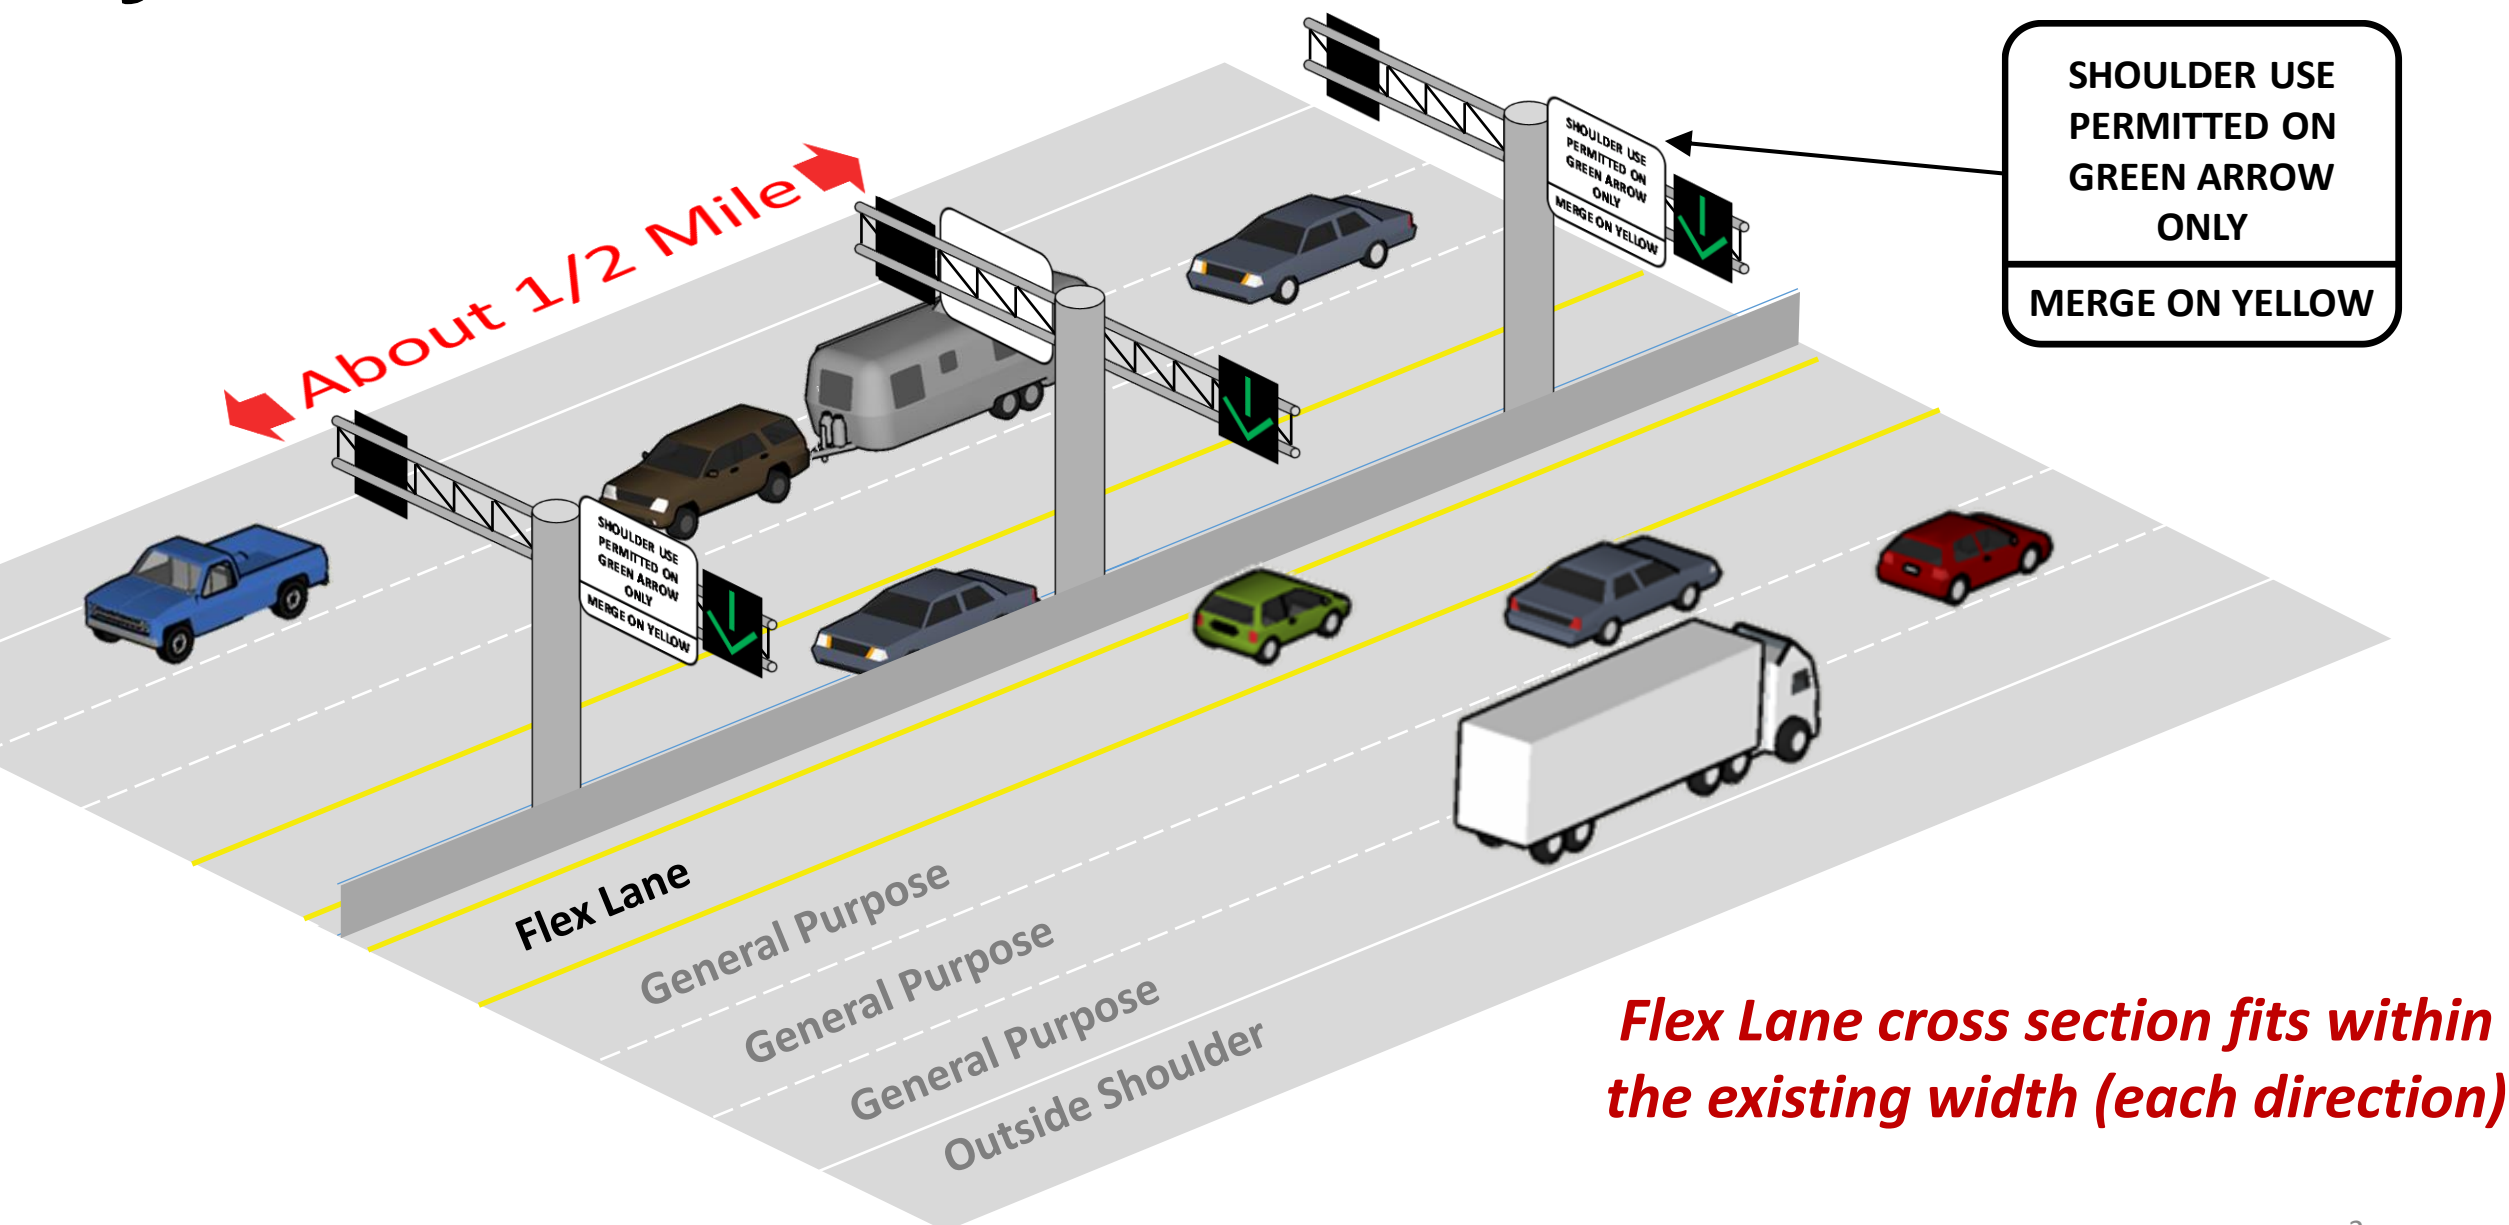 SHOULDER USE
PERMITTED ON
GREEN ARROW
ONLY
MERGE ON YELLOW
SHOULDER USE
PERMITTED ON
GREEN ARROW
ONLY
MERGE ON YELLOW
About 1/2 Mile
SHOULDER USE
PERMITTED ON
GREEN ARROW
ONLY
MERGE ON YELLOW
Flex Lane
General Purpose
General Purpose
General Purpose
Outside Shoulder
Flex Lane cross section fits within
the existing width (each direction)